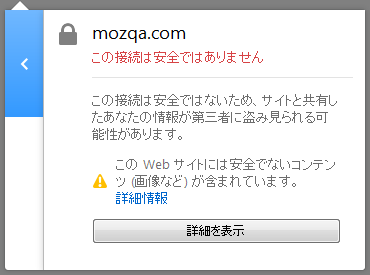 mozqa.com
この接続は安全ではありません
この接続は安全ではないため、サイトと共有し
たあなたの情報が第三者に盗み見られる可
能性があります。
この Web サイトには安全でないコンテン
ツ (画像など) が含まれています。
詳細情報
詳細を表示